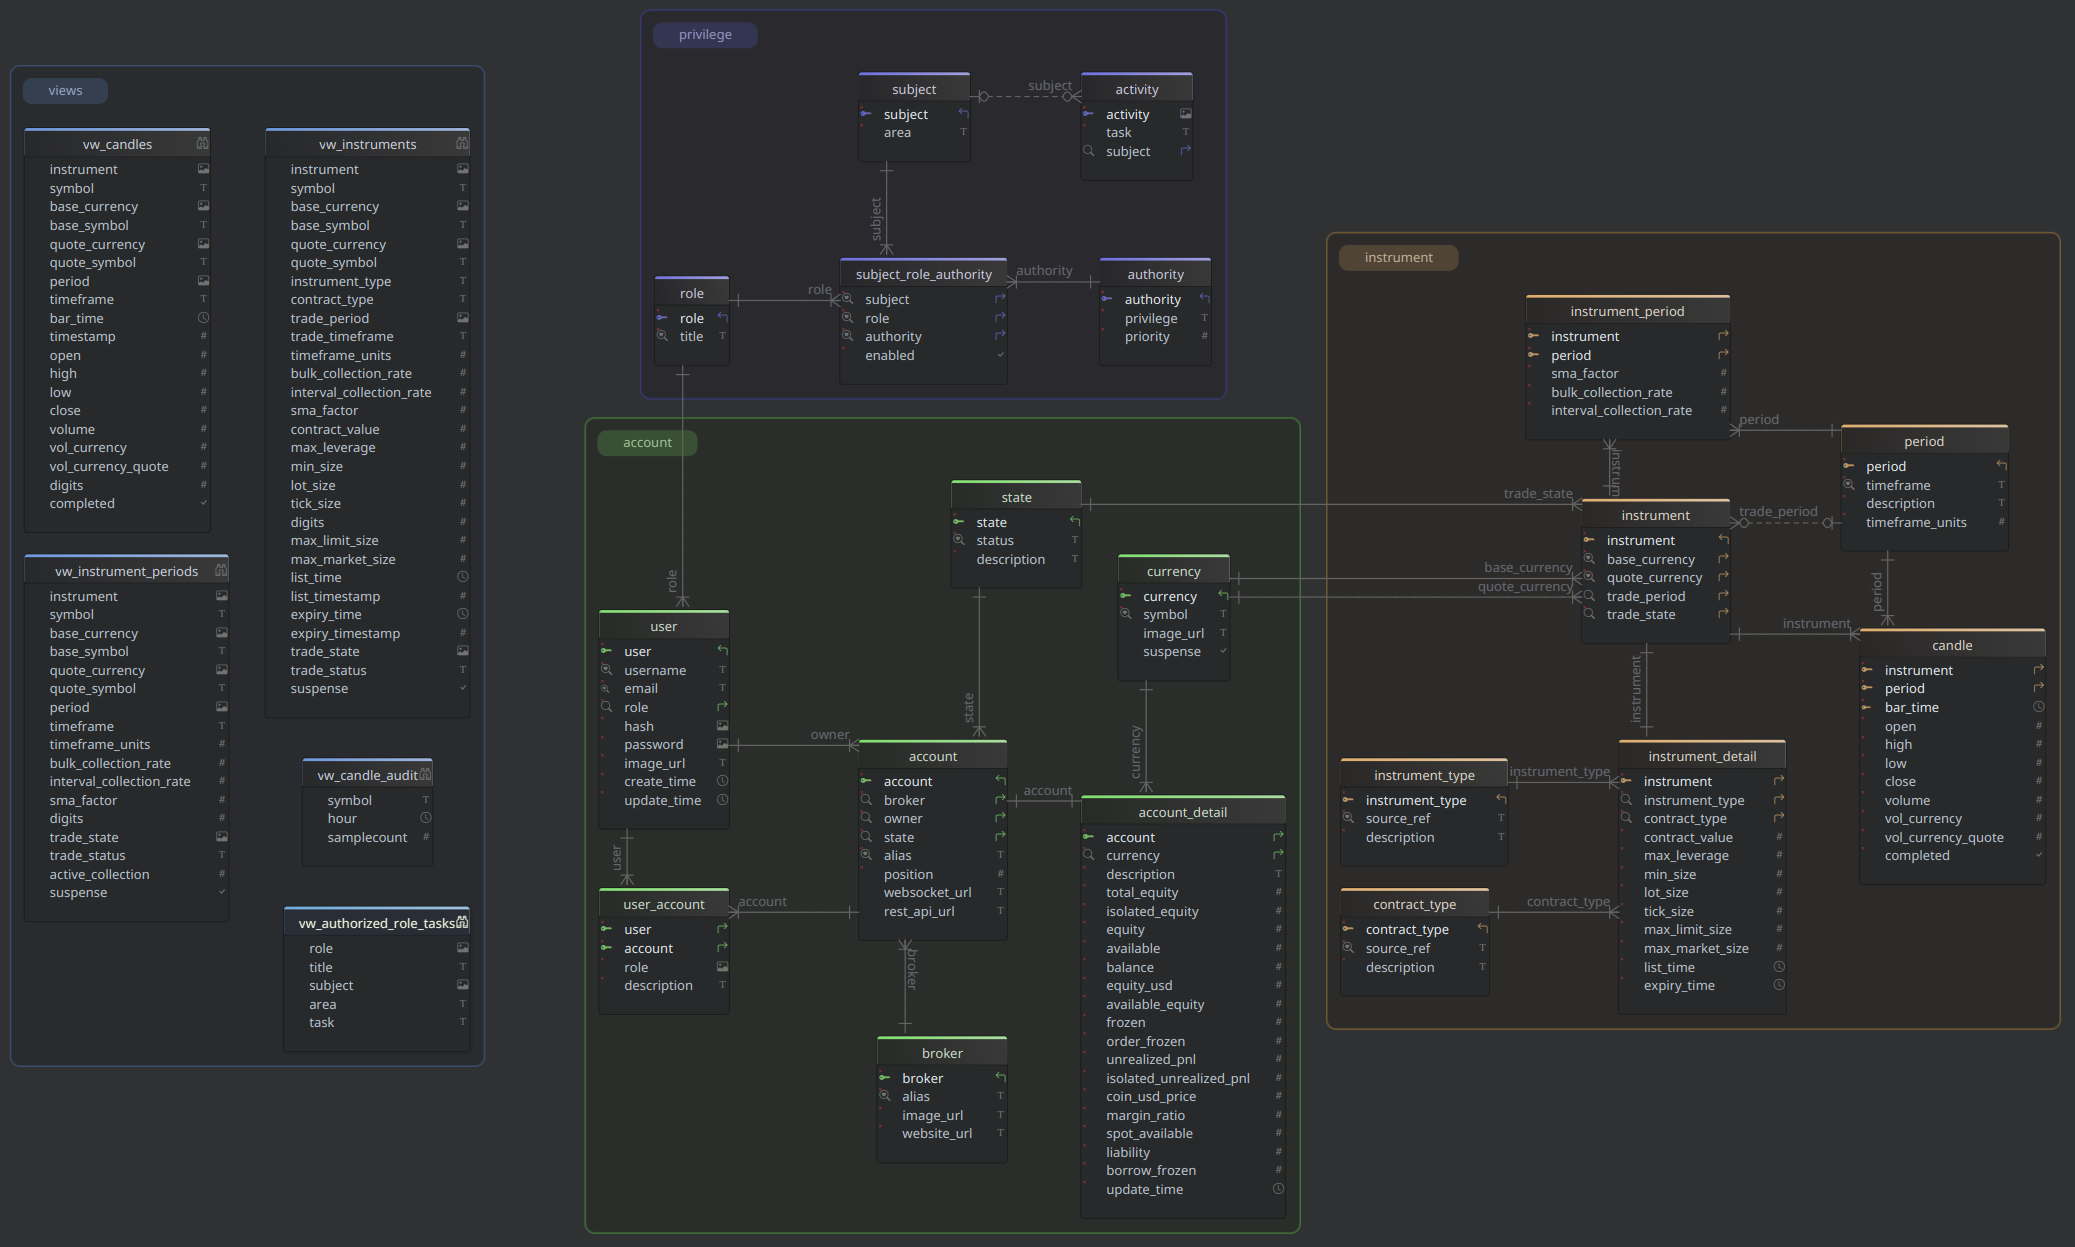 views
vw_candles
instrument
symbol
base_currency
base_symbol
quote_currency
quote_symbol
period
timeframe
bar_time
timestamp
open
high
low
close
volume
vol_currency
vol_currency_quote
digits
completed
vw_instruments
instrument
symbol
base_currency
base_symbol
quote_currency
quote_symbol
instrument_type
contract_type
trade_period
trade_timeframe
timeframe_units
bulk_collection_rate
interval_collection_rate
sma_factor
contract_value
max_leverage
min_size
lot_size
tick_size
digits
max_limit_size
max_market_size
list_time
list_timestamp
expiry_time
expiry_timestamp
trade_state
trade_status
suspense
vw_instrument_periods
instrument
symbol
base_currency
base_symbol
quote_currency
quote_symbol
period
timeframe
timeframe_units
bulk_collection_rate
interval_collection_rate
sma_factor
digits
trade_state
trade_status
active_collection
suspense
vw_candle_audit
symbol
hour
samplecount
vw_authorized_role_tasks
role
title
subject
area
task
privilege
subject
subject
area
subject
activity
activity
task
subject
subject
role
role
title
role
subject_role_authority
subject
role
authority
enabled
authority
authority
authority
privilege
priority
account
role
state
state
status
description
currency
currency
symbol
image_url
suspense
user
user
username
email
role
hash
password
image_url
create_time
update_time
owner
state
currency
account
account
broker
owner
state
alias
position
websocket_url
rest_api_url
account
user
user_account
user
account
role
description
account
broker
broker
broker
alias
image_url
website_url
account_detail
account
currency
description
total_equity
isolated_equity
equity
available
balance
equity_usd
available_equity
frozen
order_frozen
unrealized_pnl
isolated_unrealized_pnl
coin_usd_price
margin_ratio
spot_available
liability
borrow_frozen
update_time
instrument
instrument_period
instrument
period
sma_factor
bulk_collection_rate
interval_collection_rate
period
instrum
period
period
timeframe
description
timeframe_units
trade_state
trade_period
base_currency
quote_currency
instrument
instrument
base_currency
quote_currency
trade_period
trade_state
period
instrument
instrument
candle
instrument
period
bar_time
open
high
low
close
volume
vol_currency
vol_currency_quote
completed
instrument_type
instrument_type
source_ref
description
instrument_type
contract_type
contract_type
source_ref
description
contract_type
instrument_detail
instrument
instrument_type
contract_type
contract_value
max_leverage
min_size
lot_size
tick_size
max_limit_size
max_market_size
list_time
expiry_time